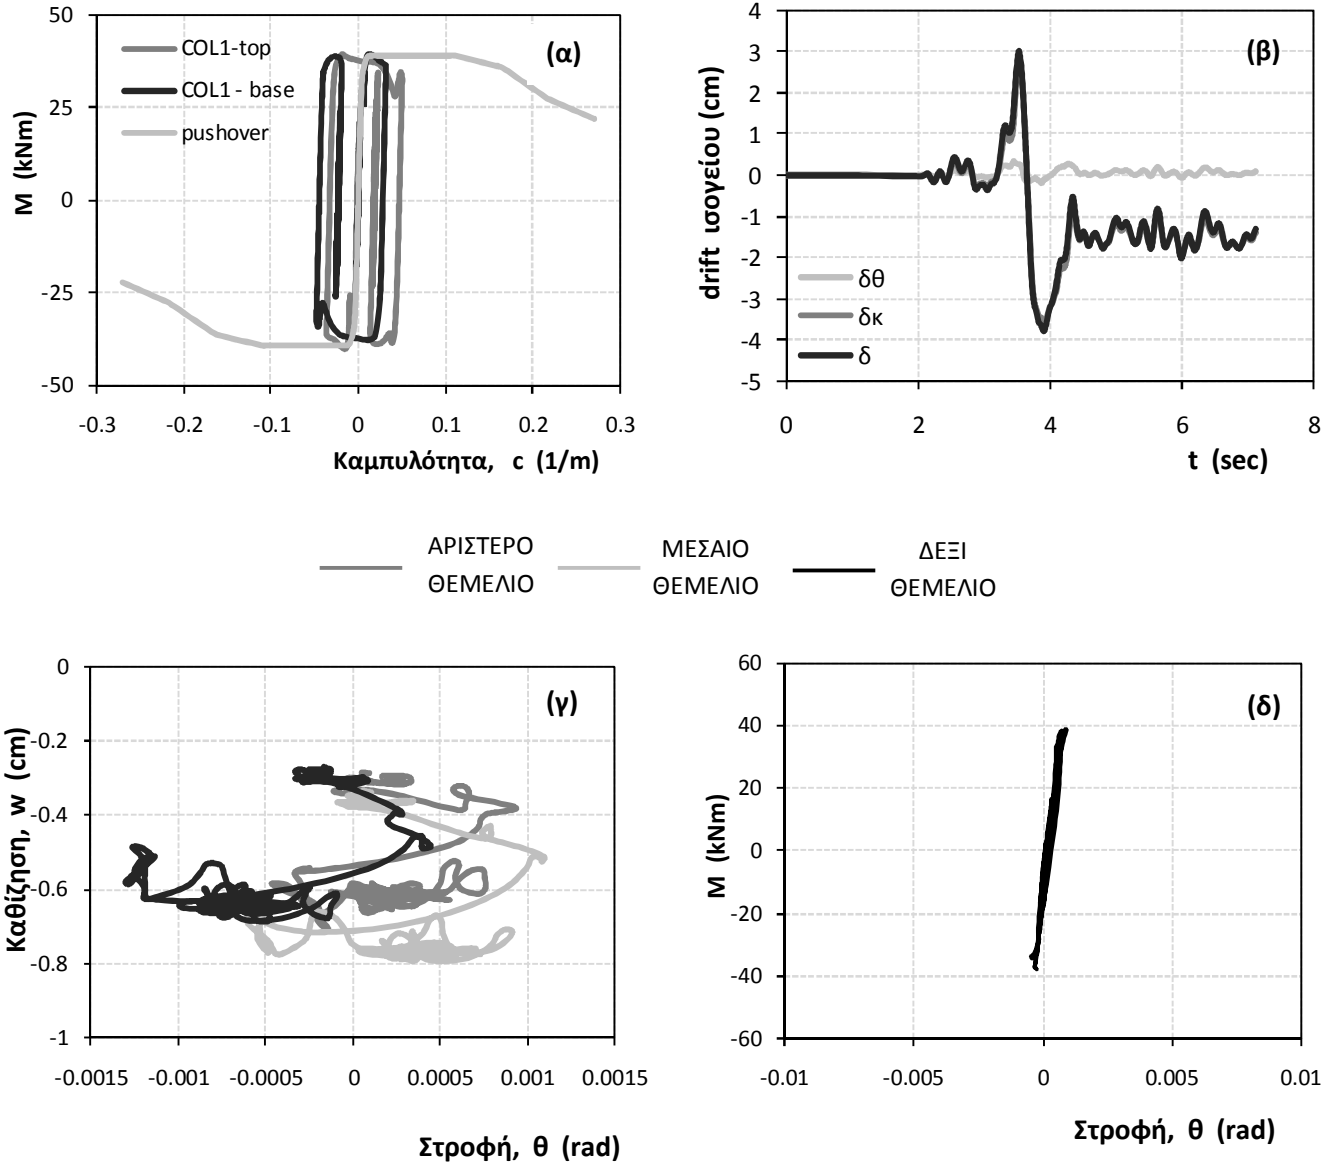 50
25
0
-25
-50
M (kNm)
COL1-top
COL1 - base
pushover
(α)
-0.3
-0.2
-0.1
0
0.1
0.2
0.3
Καμπυλότητα, c (1/m)
4
3
2
1
0
-1
-2
-3
-4
-5
drift ισογείου (cm)
(β)
δθ
δκ
δ
0
2
4
6
8
t (sec)
ΑΡΙΣΤΕΡΟ ΘΕΜΕΛΙΟ
ΜΕΣΑΙΟ ΘΕΜΕΛΙΟ
ΔΕΞΙ ΘΕΜΕΛΙΟ
0
-0.2
-0.4
-0.6
-0.8
-1
Καθίζηση, w (cm)
(γ)
-0.0015
-0.001
-0.0005
0
0.0005
0.001
0.0015
Στροφή, θ (rad)
60
40
20
0
-20
-40
-60
M (kNm)
(δ)
-0.01
-0.005
0
0.005
0.01
Στροφή, θ (rad)